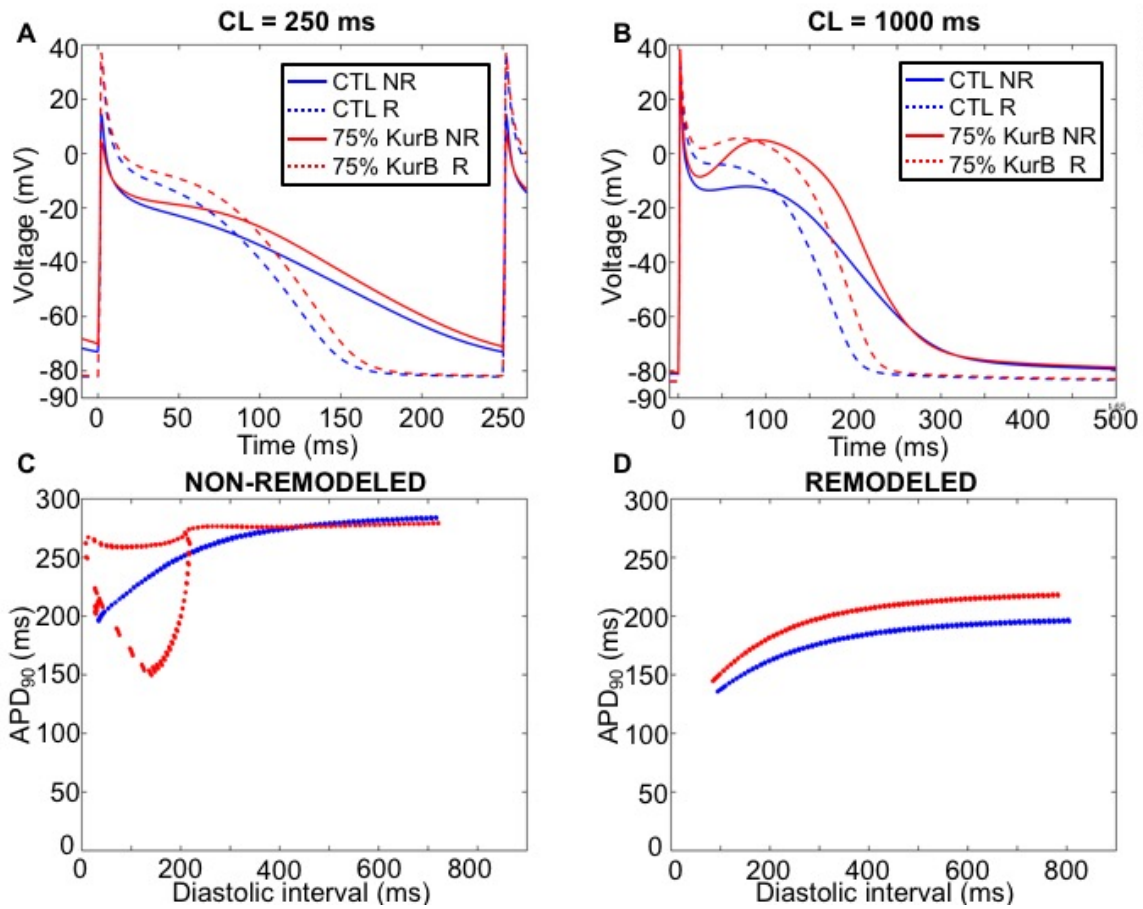 A
CL = 250 ms
Voltage (mV)
40
20
0
-20
-40
-60
-80
-90
CTL NR
CTL R
75% KurB NR
75% KurB R
0
50
100
150
200
250
Time (ms)
B
CL = 1000 ms
Voltage (mV)
40
20
0
-20
-40
-60
-80
-90
CTL NR
CTL R
75% KurB NR
75% KurB R
0
100
200
300
400
500
Time (ms)
C
NON-REMODELED
APD90 (ms)
300
250
200
150
100
50
0
0
200
400
600
800
Diastolic interval (ms)
D
REMODELED
APD90 (ms)
300
250
200
150
100
50
0
0
200
400
600
800
Diastolic interval (ms)